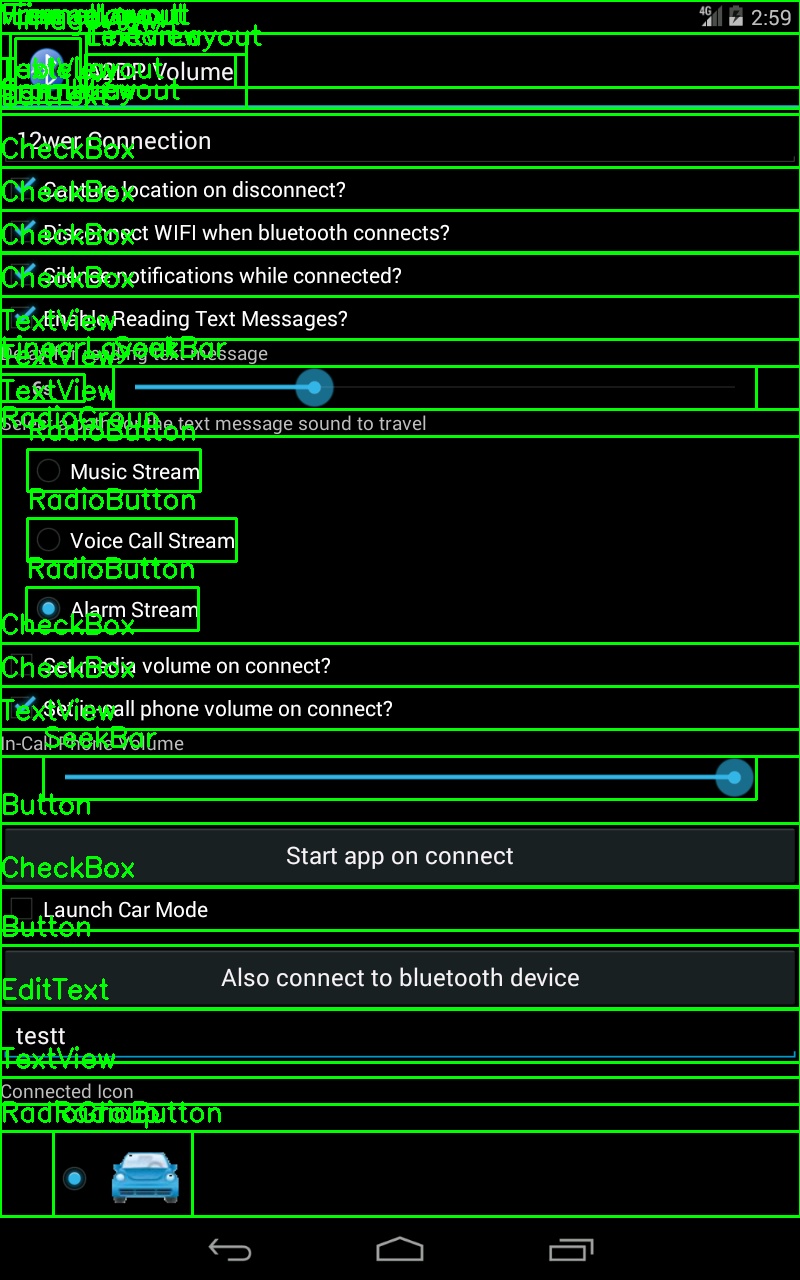 4G 2:59
TextView
A2DP Volume
12wer Connection
CheckBox
Capture location on disconnect?
CheckBox
Disconnect WIFI when bluetooth connects?
CheckBox
Silence notifications while connected?
CheckBox
Enable Reading Text Messages?
TextView
LinearLayout SeekBar
text message
TextView
6s
TextView
RadioGroup
the text message sound to travel
RadioButton
Music Stream
RadioButton
Voice Call Stream
RadioButton
Alarm Stream
CheckBox
Set media volume on connect?
CheckBox
Set in-call phone volume on connect?
TextView
In-Call Phone Volume
SeekBar
Button
Start app on connect
CheckBox
Launch Car Mode
Button
Also connect to bluetooth device
EditText
testt
TextView
Connected Icon
RadioGroup RadioButton